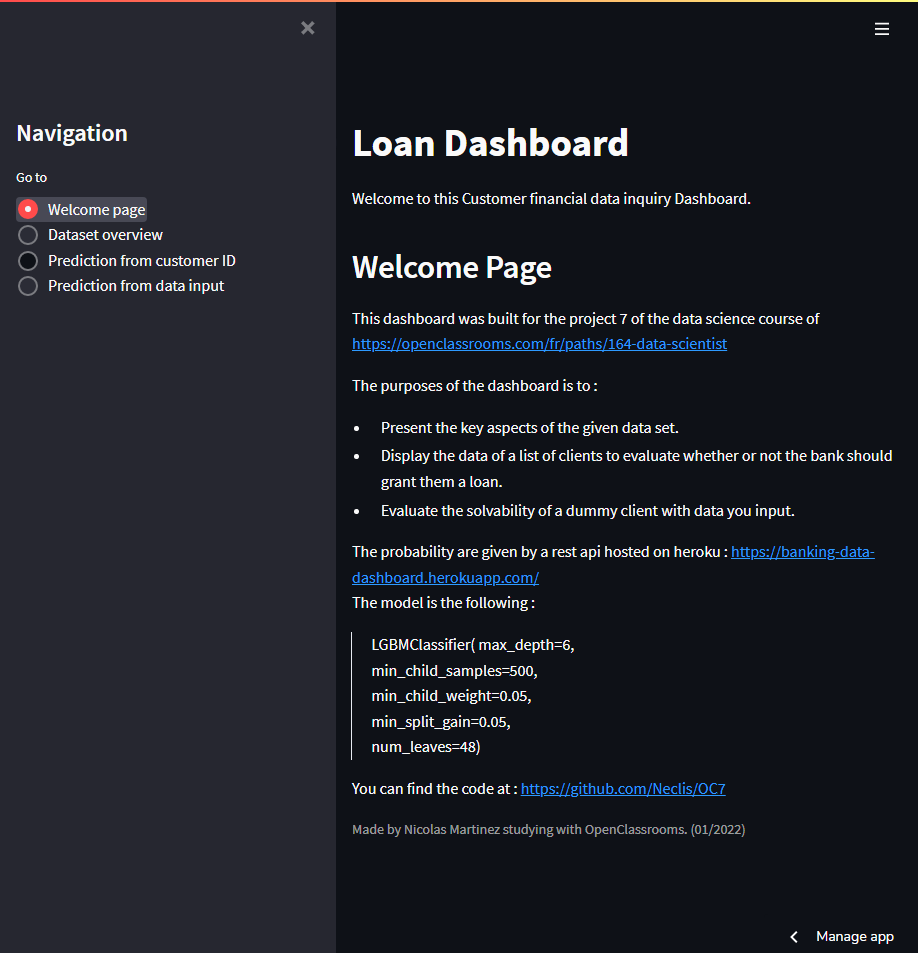 Navigation
Go to
Welcome page
Dataset overview
Prediction from customer ID
Prediction from data input
Loan Dashboard
Welcome to this Customer financial data inquiry Dashboard.
Welcome Page
This dashboard was built for the project 7 of the data science course of
https://openclassrooms.com/fr/paths/164-data-scientist
The purposes of the dashboard is to :
• Present the key aspects of the given data set.
• Display the data of a list of clients to evaluate whether or not the bank should
grant them a loan.
• Evaluate the solvability of a dummy client with data you input.
The probability are given by a rest api hosted on heroku : https://banking-data-
dashboard.herokuapp.com/
The model is the following :
LGBMClassifier( max_depth=6,
min_child_samples=500,
min_child_weight=0.05,
min_split_gain=0.05,
num_leaves=48)
You can find the code at : https://github.com/Neclis/OC7
Made by Nicolas Martinez studying with OpenClassrooms. (01/2022)
Manage app